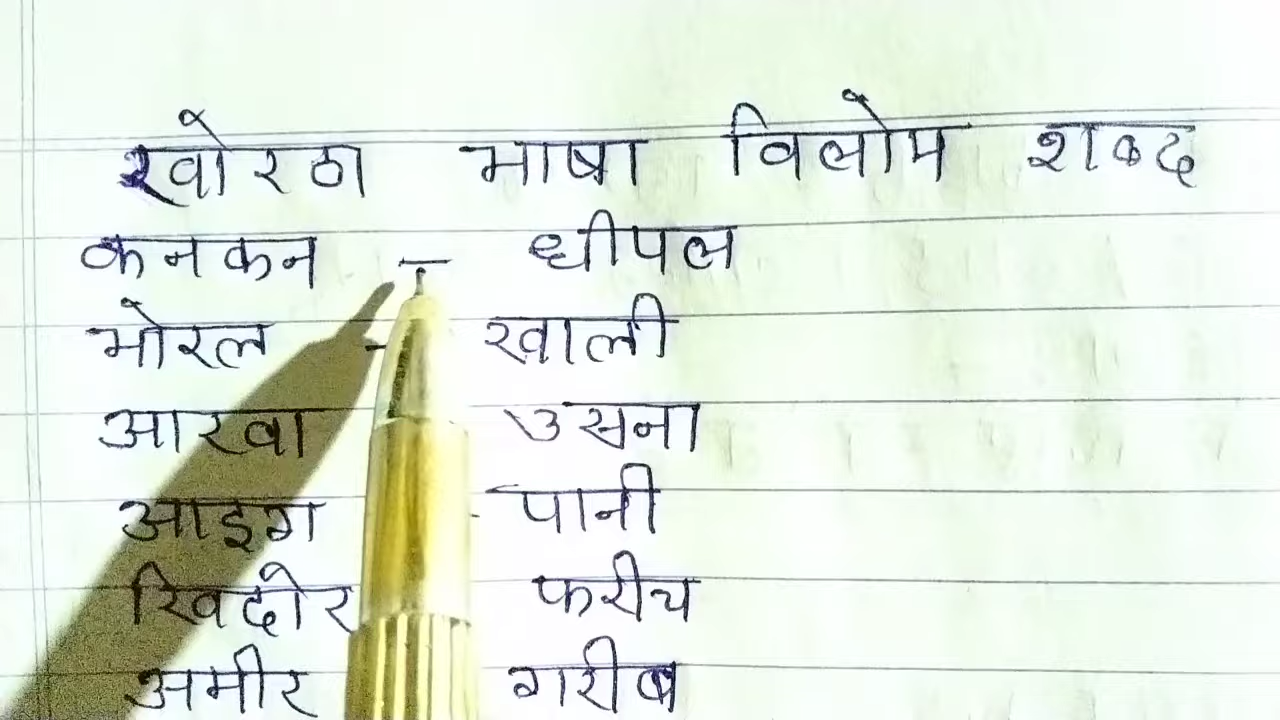 खोरठा भाषा विलोम शब्द
कनकन - धीपल
भोरल - खाली
आरवा उसना
आइग - पानी
खिदोर फरीच
अमीर गरीब